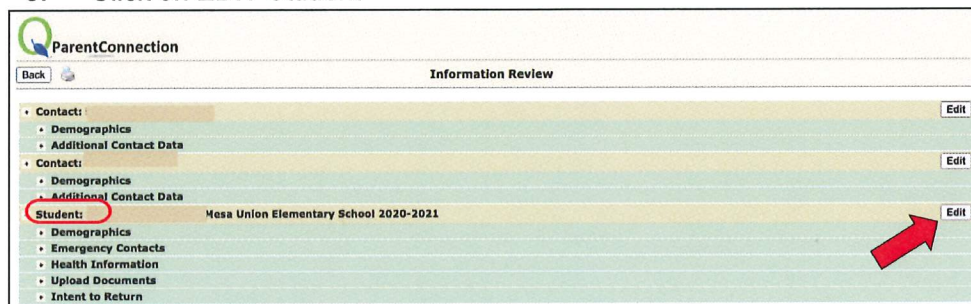 ParentConnection
Back Information Review
Contact: Edit
Demographics
Additional Contact Data
Contact: Edit
Demographics
Additional Contact Data
Student: Mesa Union Elementary School 2020-2021 Edit
Demographics
Emergency Contacts
Health Information
Upload Documents
Intent to Return